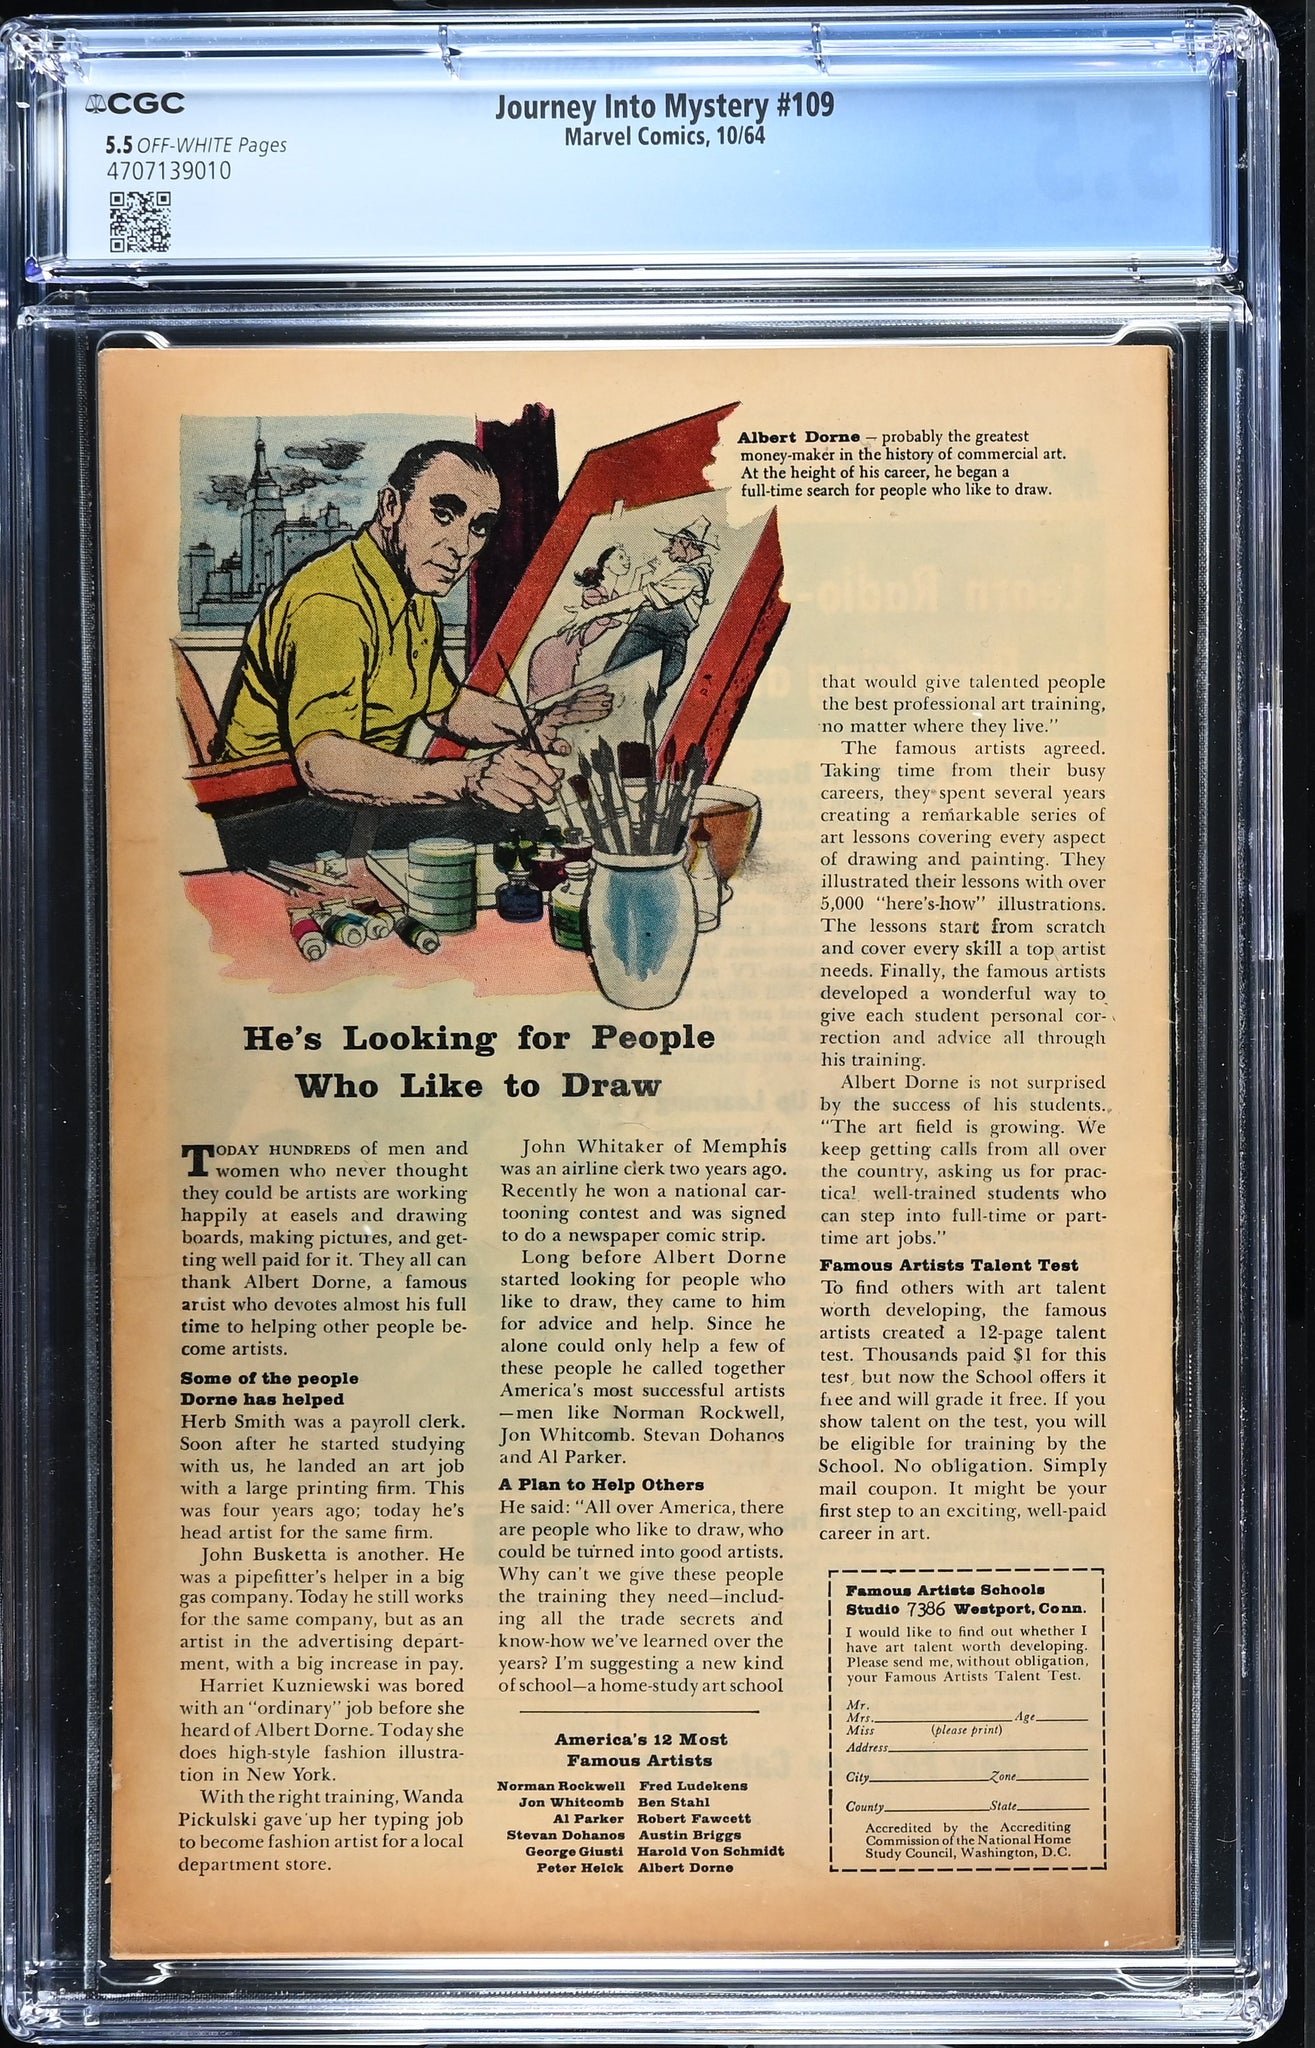 CGC
Journey Into Mystery #109
Marvel Comics, 10/64
5.5 OFF-WHITE Pages
4707139010
Albert Dorne — probably the greatest
money-maker in the history of commercial art.
At the height of his career, he began a
full-time search for people who like to draw.
He's Looking for People
Who Like to Draw
TODAY HUNDREDS of men and
women who never thought
they could be artists are working
happily at easels and drawing
boards, making pictures, and get-
ting well paid for it. They all can
thank Albert Dorne, a famous
artist who devotes almost his full
time to helping other people be-
come artists.
Some of the people
Dorne has helped
Herb Smith was a payroll clerk.
Soon after he started studying
with us, he landed an art job
with a large printing firm. This
was four years ago; today he's
head artist for the same firm.
John Busketta is another. He
was a pipefitter's helper in a big
gas company. Today he still works
for the same company, but as an
artist in the advertising depart-
ment, with a big increase in pay.
Harriet Kuzniewski was bored
with an "ordinary" job before she
heard of Albert Dorne. Today she
does high-style fashion illustra-
tion in New York.
With the right training, Wanda
Pickulski gave up her typing job
to become fashion artist for a local
department store.
John Whitaker of Memphis
was an airline clerk two years ago.
Recently he won a national car-
tooning contest and was signed
to do a newspaper comic strip.
Long before Albert Dorne
started looking for people who
like to draw, they came to him
for advice and help. Since he
alone could only help a few of
these people he called together
America's most successful artists
—men like Norman Rockwell,
Jon Whitcomb. Stevan Dohanos
and Al Parker.
A Plan to Help Others
He said: "All over America, there
are people who like to draw, who
could be turned into good artists.
Why can't we give these people
the training they need—includ-
ing all the trade secrets and
know-how we've learned over the
years? I'm suggesting a new kind
of school—a home-study art school
America's 12 Most
Famous Artists
Norman Rockwell Fred Ludekens
Jon Whitcomb Ben Stahl
Al Parker Robert Fawcett
Stevan Dohanos Austin Briggs
George Giusti Harold Von Schmidt
Peter Helck Albert Dorne
that would give talented people
the best professional art training,
no matter where they live."
The famous artists agreed.
Taking time from their busy
careers, they spent several years
creating a remarkable series of
art lessons covering every aspect
of drawing and painting. They
illustrated their lessons with over
5,000 "here's-how" illustrations.
The lessons start from scratch
and cover every skill a top artist
needs. Finally, the famous artists
developed a wonderful way to
give each student personal cor-
rection and advice all through
his training.
Albert Dorne is not surprised
by the success of his students.
"The art field is growing. We
keep getting calls from all over
the country, asking us for prac-
tical well-trained students who
can step into full-time or part-
time art jobs."
Famous Artists Talent Test
To find others with art talent
worth developing, the famous
artists created a 12-page talent
test. Thousands paid $1 for this
test, but now the School offers it
free and will grade it free. If you
show talent on the test, you will
be eligible for training by the
School. No obligation. Simply
mail coupon. It might be your
first step to an exciting, well-paid
career in art.
Famous Artists Schools
Studio 7386 Westport, Conn.
I would like to find out whether I
have art talent worth developing.
Please send me, without obligation,
your Famous Artists Talent Test.
Mr.
Mrs. Age
Miss (please print)
Address
City Zone
County State
Accredited by the Accrediting
Commission of the National Home
Study Council, Washington, D.C.